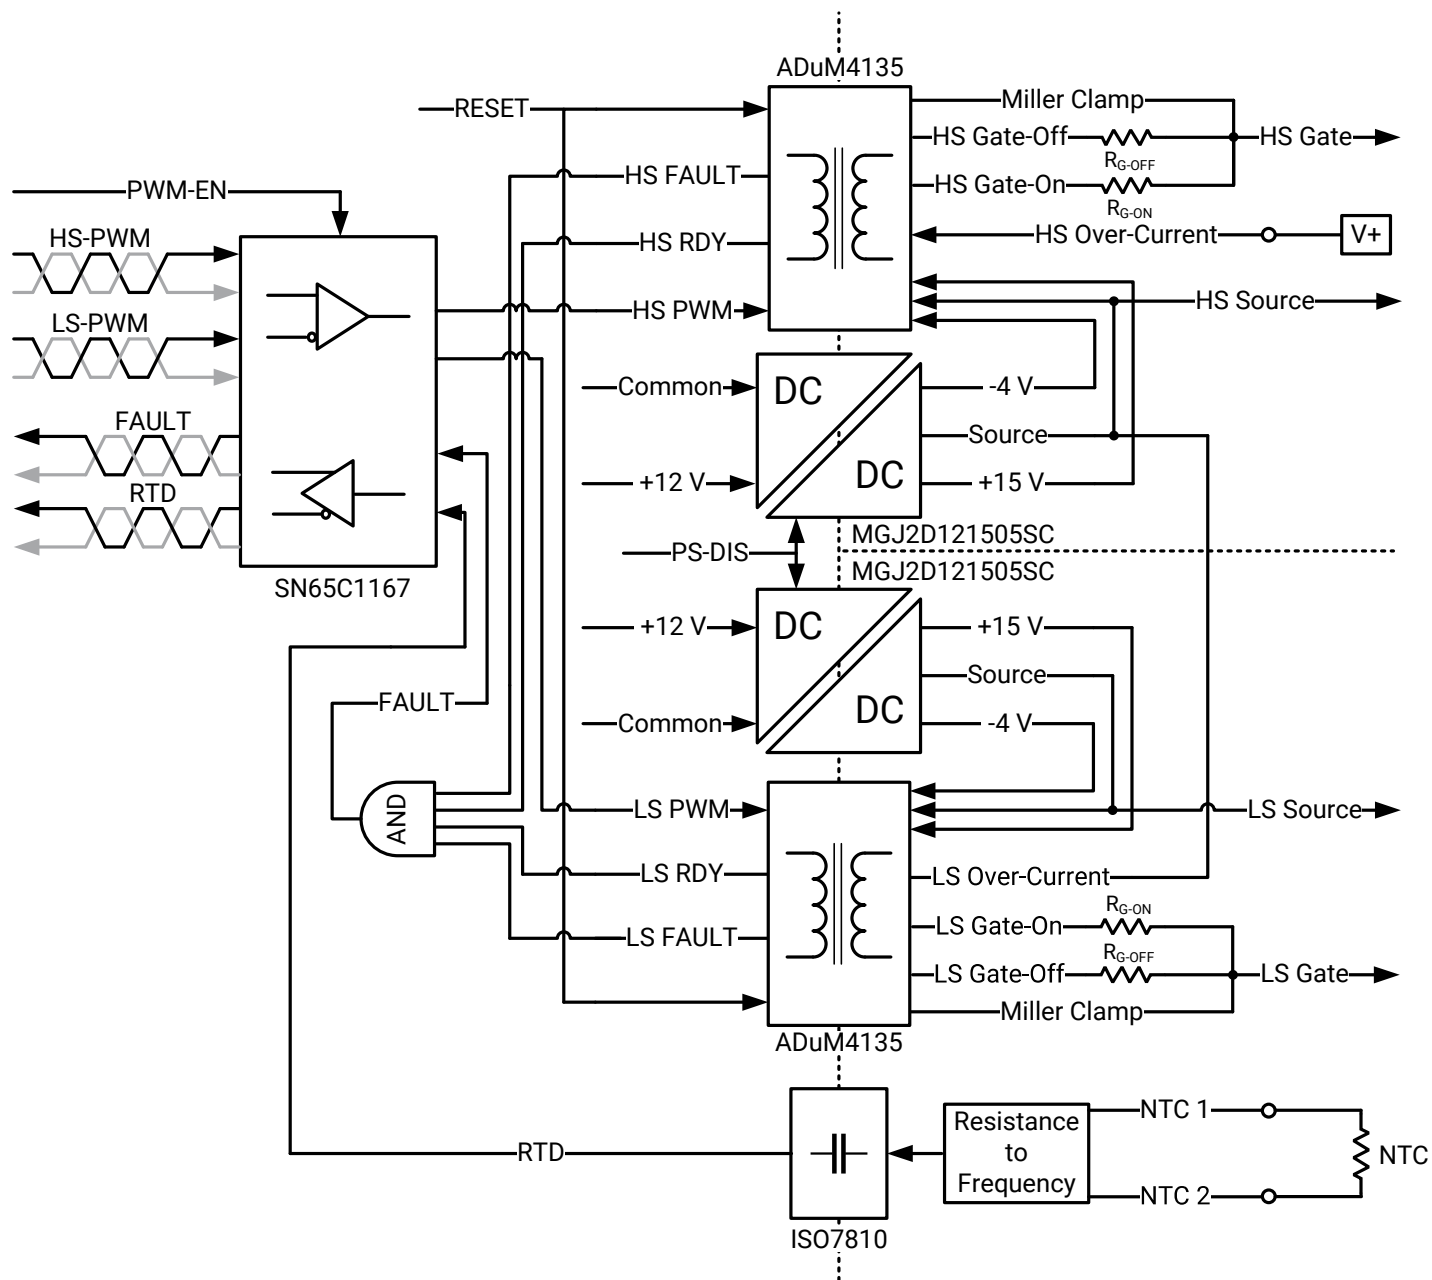 ADuM4135
RESET
Miller Clamp
HS Gate-Off
HS Gate
RG-OFF
HS FAULT
HS Gate-On
RG-ON
PWM-EN
HS-PWM
HS RDY
HS Over-Current
V+
HS PWM
HS Source
LS-PWM
Common
DC
-4 V
FAULT
Source
DC
+12 V
+15 V
RTD
MGJ2D121505SC
PS-DIS
MGJ2D121505SC
SN65C1167
+12 V
DC
+15 V
Source
FAULT
Common
DC
-4 V
AND
LS PWM
LS Source
LS RDY
LS Over-Current
RG-ON
LS FAULT
LS Gate-On
RG-OFF
LS Gate-Off
LS Gate
Miller Clamp
ADuM4135
RTD
Resistance
to
Frequency
NTC 1
NTC
NTC 2
ISO7810